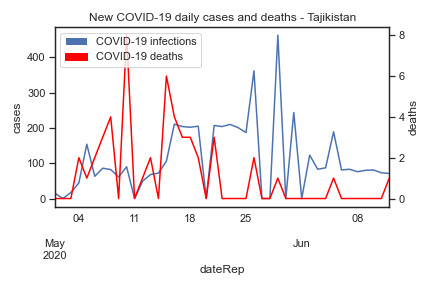 New COVID-19 daily cases and deaths - Tajikistan
COVID-19 infections
COVID-19 deaths
cases
400
300
200
100
0
deaths
8
6
4
2
0
04
11
18
25
08
May
2020
Jun
dateRep